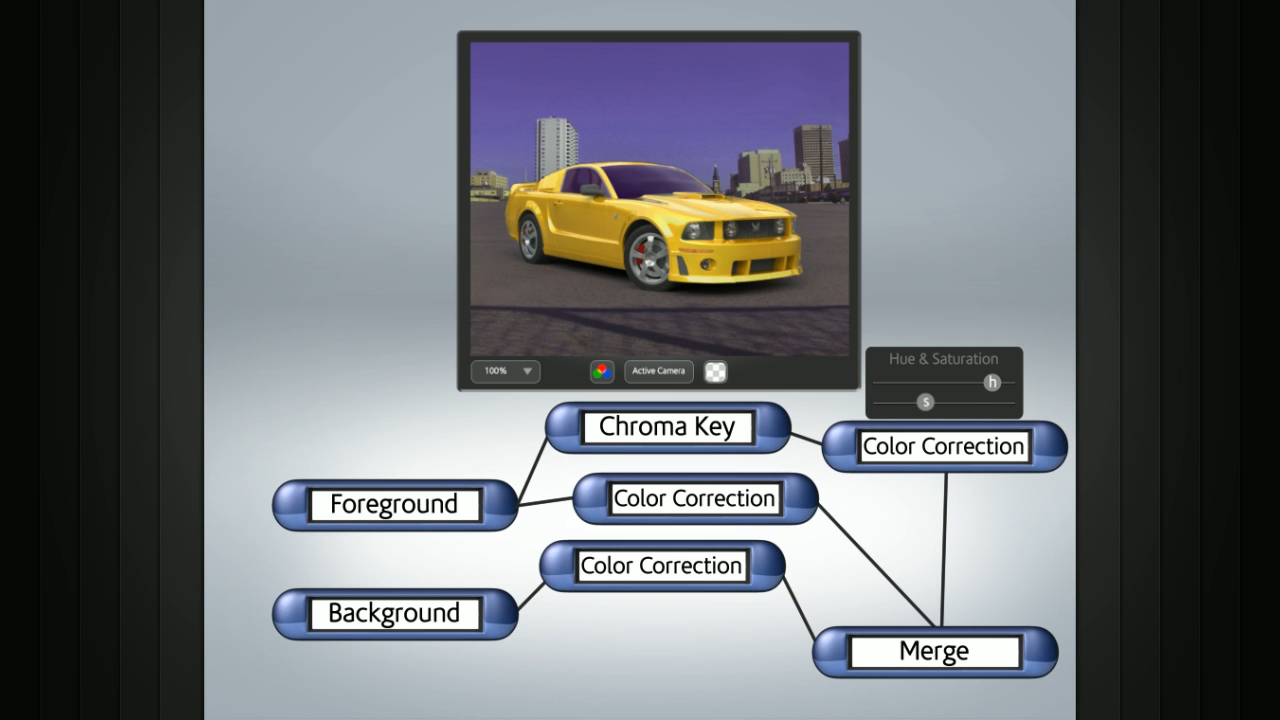 100%
Active Camera
Hue & Saturation
h
s
Chroma Key
Color Correction
Foreground
Color Correction
Color Correction
Background
Merge